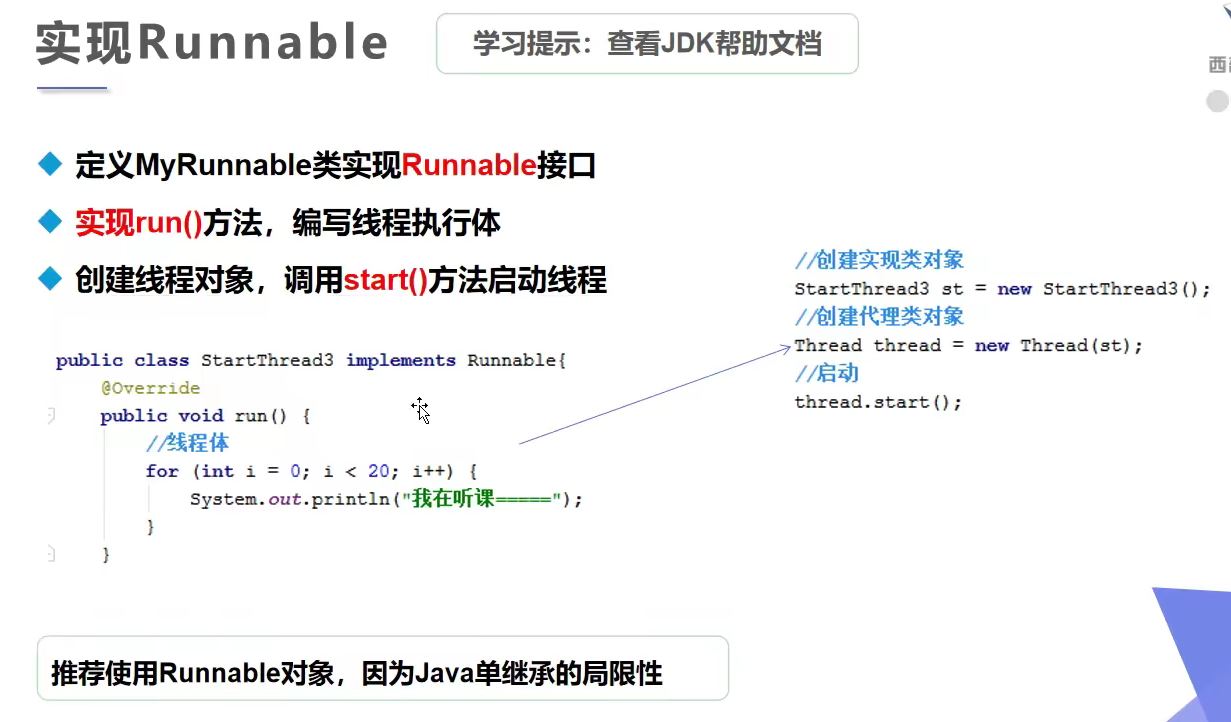 实现Runnable
学习提示：查看JDK帮助文档
定义MyRunnable类实现Runnable接口
实现run()方法，编写线程执行体
创建线程对象，调用start()方法启动线程
public class StartThread3 implements Runnable{
@Override
public void run() {
//线程体
for (int i = 0; i < 20; i++) {
System.out.println("我在听课=====");
}
}
//创建实现类对象
StartThread3 st = new StartThread3();
//创建代理类对象
Thread thread = new Thread(st);
//启动
thread.start();
推荐使用Runnable对象，因为Java单继承的局限性
西